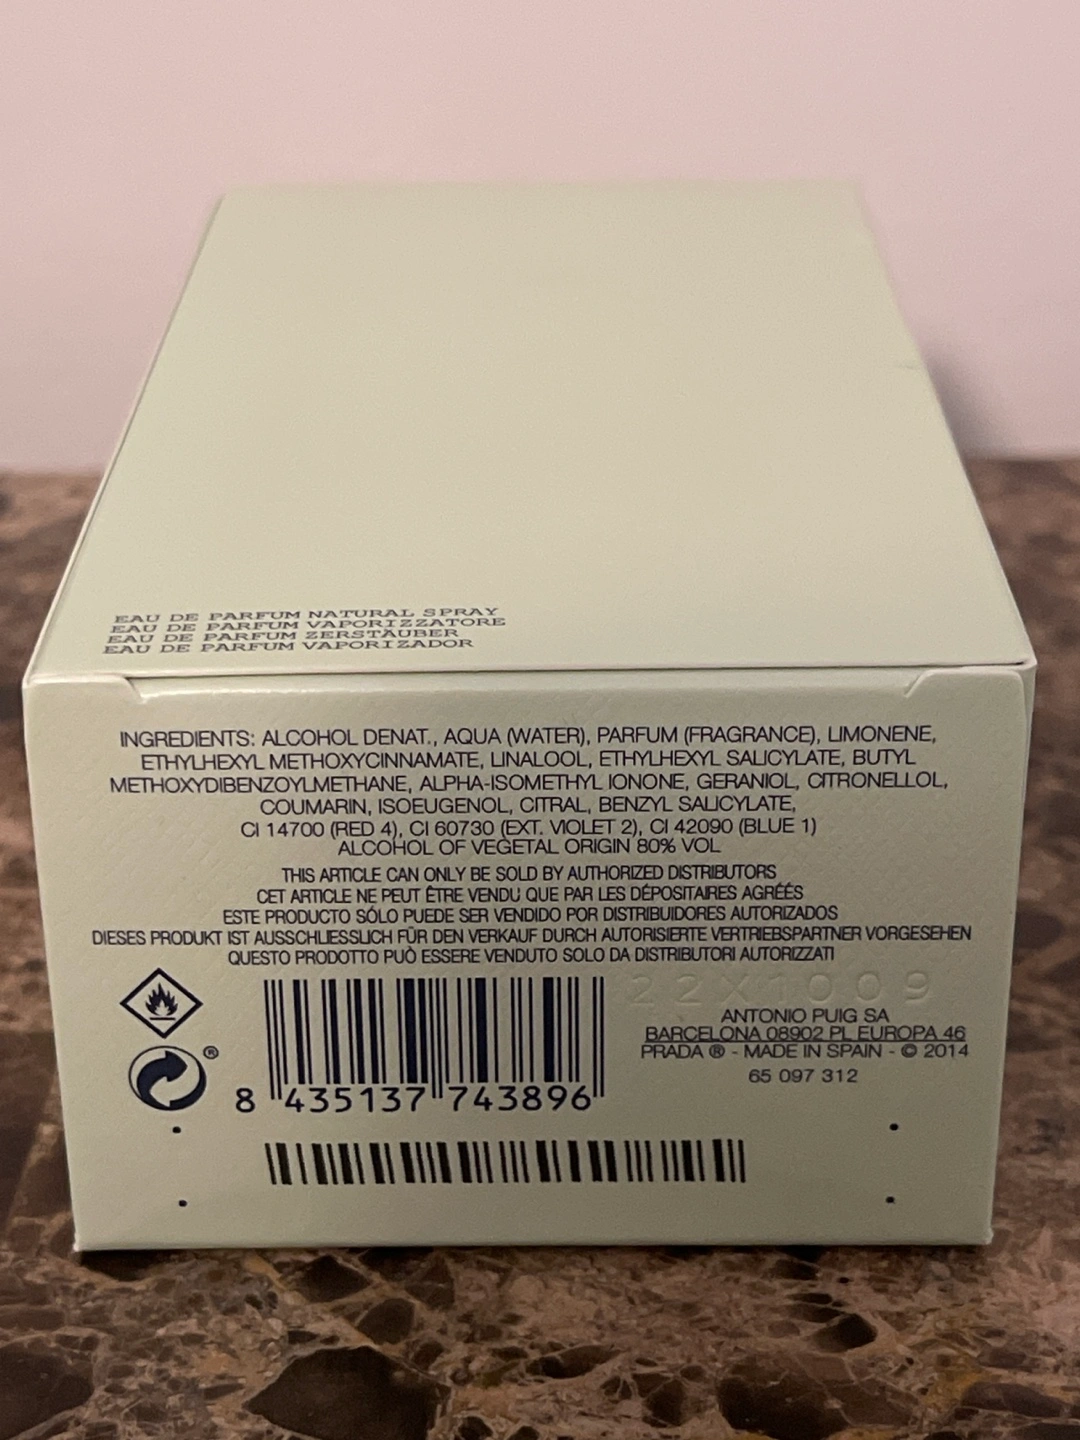 EAU DE PARFUM NATURAL SPRAY
EAU DE PARFUM VAPORIZZATORE
EAU DE PARFUM ZERSTÄUBER
EAU DE PARFUM VAPORIZADOR
INGREDIENTS: ALCOHOL DENAT., AQUA (WATER), PARFUM (FRAGRANCE), LIMONENE,
ETHYLHEXYL METHOXYCINNAMATE, LINALOOL, ETHYLHEXYL SALICYLATE, BUTYL
METHOXYDIBENZOYLMETHANE, ALPHA-ISOMETHYL IONONE, GERANIOL, CITRONELLOL,
COUMARIN, ISOEUGENOL, CITRAL, BENZYL SALICYLATE,
CI 14700 (RED 4), CI 60730 (EXT. VIOLET 2), CI 42090 (BLUE 1)
ALCOHOL OF VEGETAL ORIGIN 80% VOL
THIS ARTICLE CAN ONLY BE SOLD BY AUTHORIZED DISTRIBUTORS
CET ARTICLE NE PEUT ÊTRE VENDU QUE PAR LES DÉPOSITAIRES AGRÉÉS
ESTE PRODUCTO SÓLO PUEDE SER VENDIDO POR DISTRIBUIDORES AUTORIZADOS
DIESES PRODUKT IST AUSSCHLIESSLICH FÜR DEN VERKAUF DURCH AUTORISIERTE VERTRIEBSPARTNER VORGESEHEN
QUESTO PRODOTTO PUÒ ESSERE VENDUTO SOLO DA DISTRIBUTORI AUTORIZZATI
22X1009
ANTONIO PUIG SA
BARCELONA 08902 PL EUROPA 46
PRADA ® - MADE IN SPAIN - © 2014
65 097 312
®
8 435137 743896